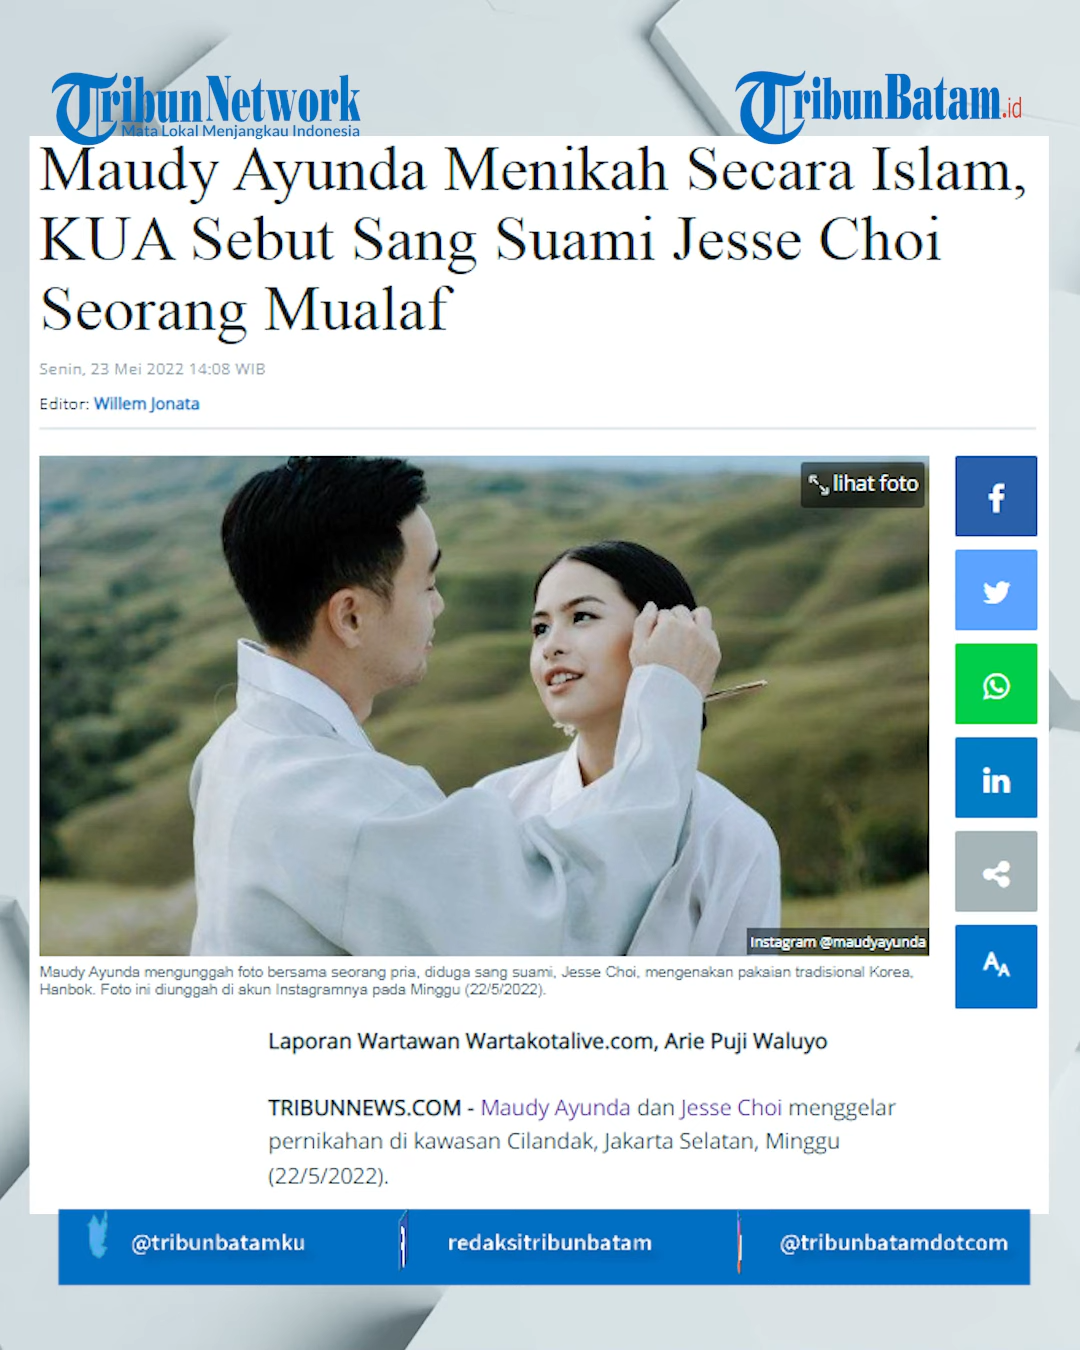 Tribun Network
Mata Lokal Menjangkau Indonesia
TribunBatam.id
Maudy Ayunda Menikah Secara Islam,
KUA Sebut Sang Suami Jesse Choi
Seorang Mualaf
Senin, 23 Mei 2022 14:08 WIB
Editor: Willem Jonata
lihat foto
Instagram @maudyayunda
Maudy Ayunda mengunggah foto bersama seorang pria, diduga sang suami, Jesse Choi, mengenakan pakaian tradisional Korea,
Hanbok. Foto ini diunggah di akun Instagramnya pada Minggu (22/5/2022).
Laporan Wartawan Wartakotalive.com, Arie Puji Waluyo
TRIBUNNEWS.COM - Maudy Ayunda dan Jesse Choi menggelar
pernikahan di kawasan Cilandak, Jakarta Selatan, Minggu
(22/5/2022).
@tribunbatamku
redaksitribunbatam
@tribunbatamdotcom